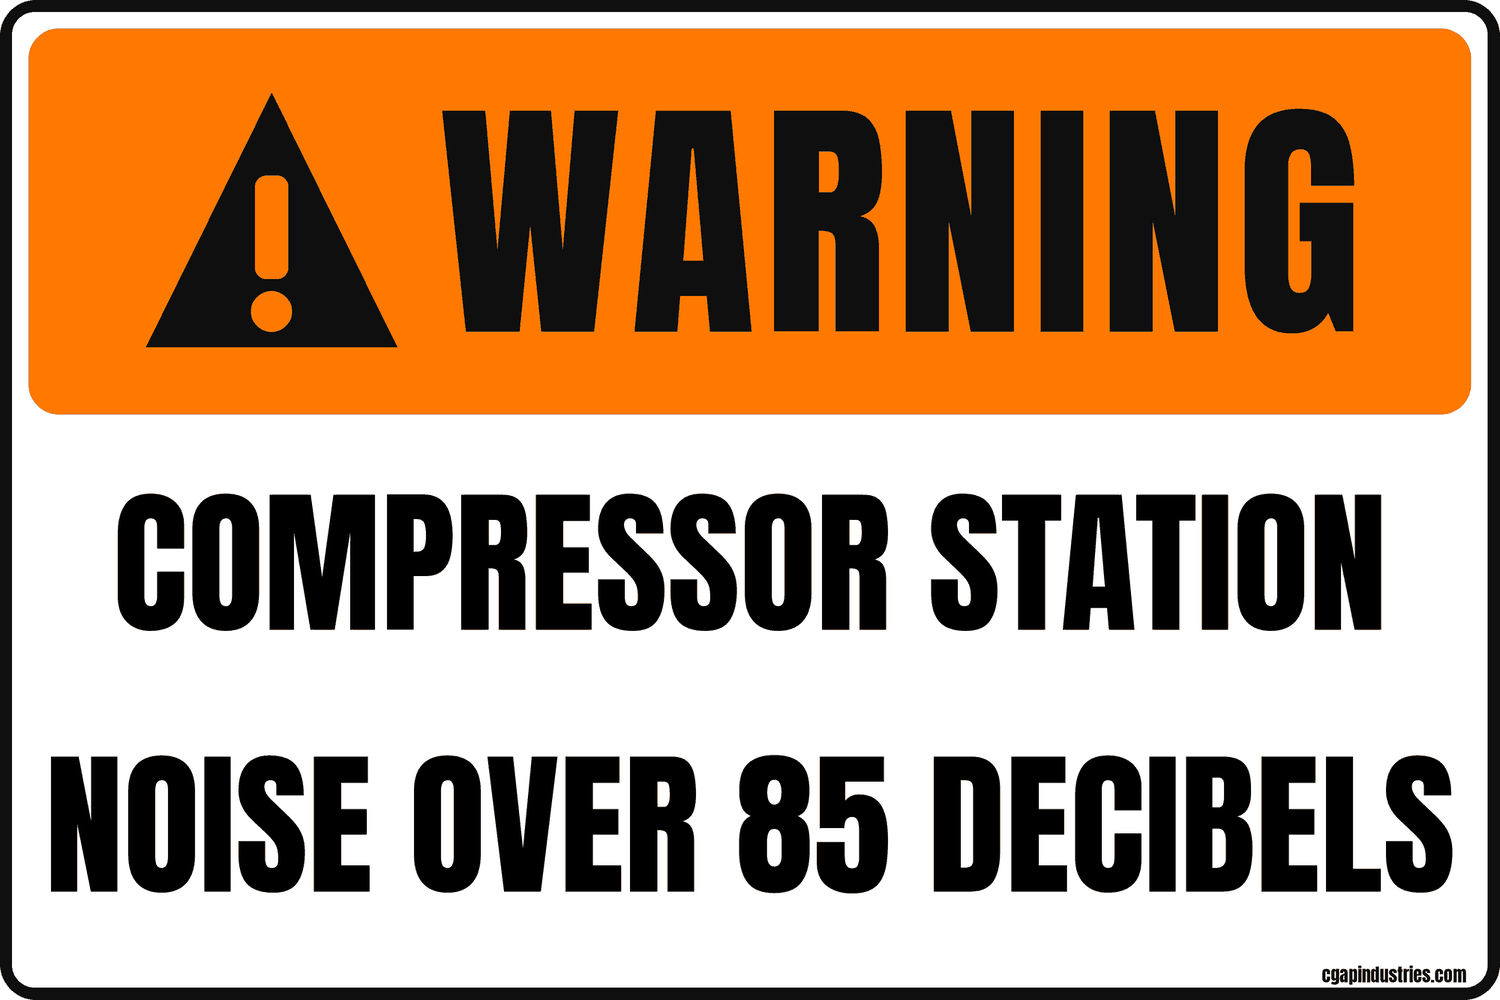 WARNING
COMPRESSOR STATION
NOISE OVER 85 DECIBELS
cgapindustries.com